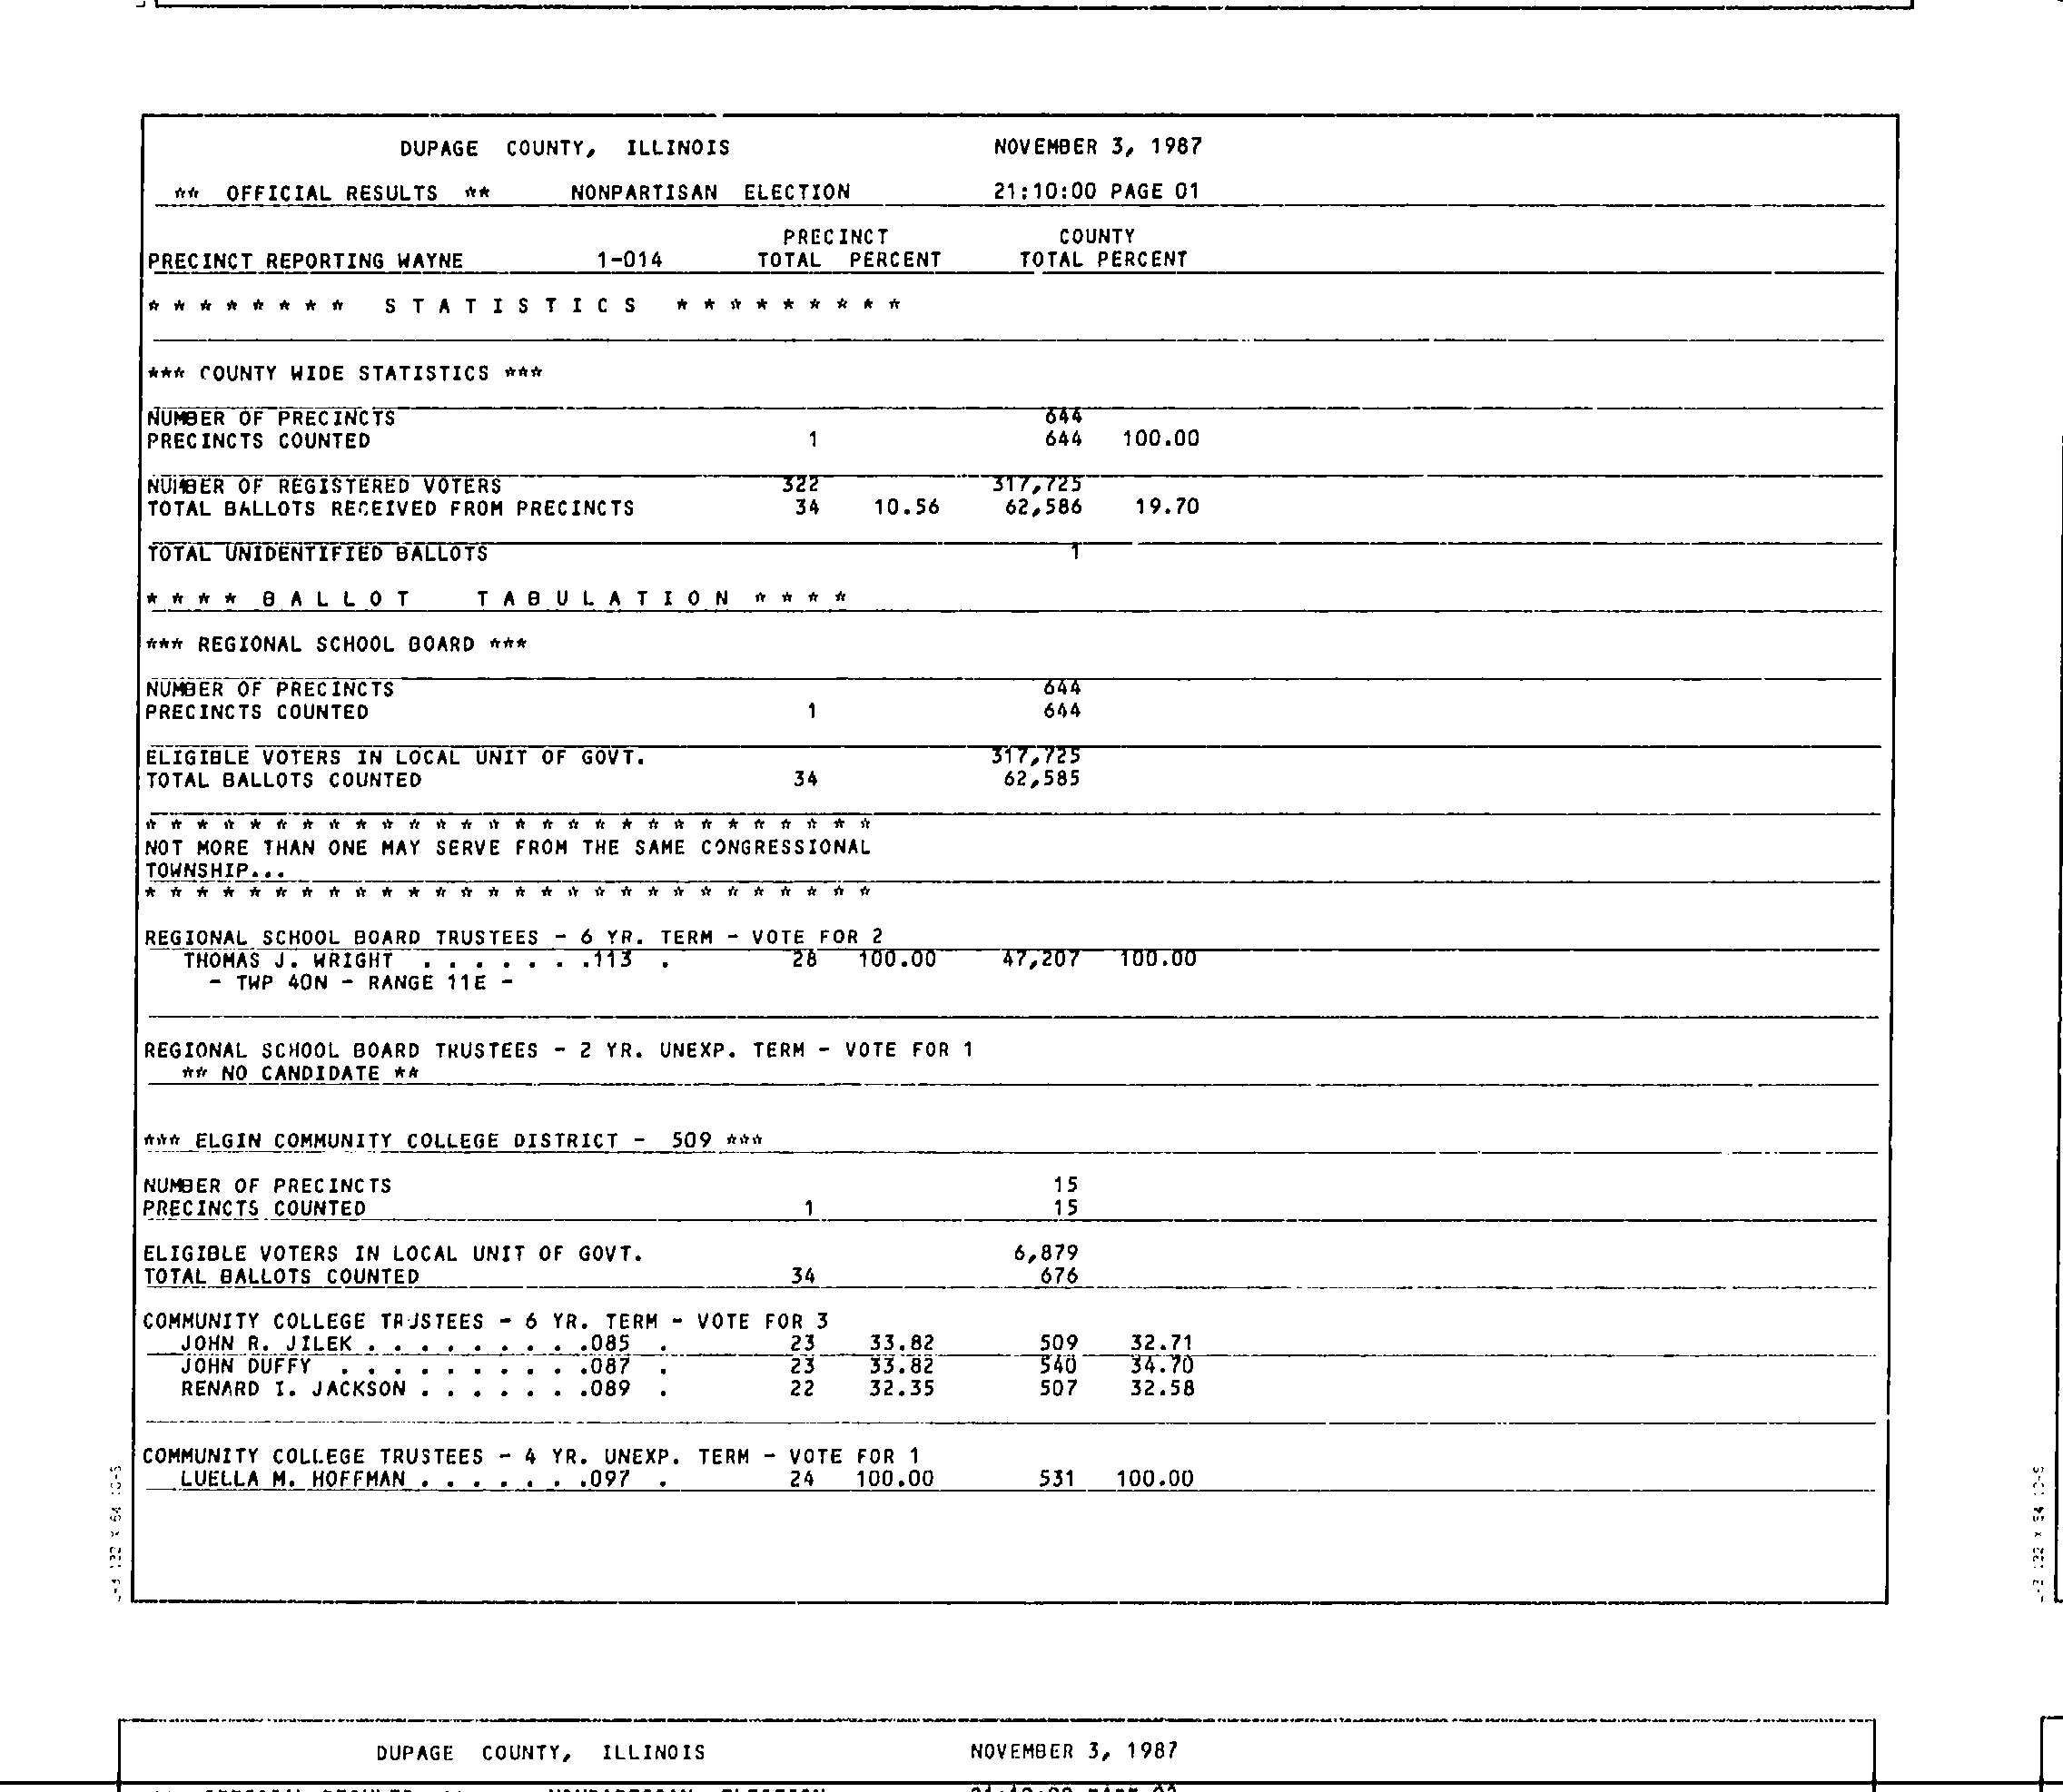 DUPAGE COUNTY, ILLINOIS NOVEMBER 3, 1987
** OFFICIAL RESULTS ** NONPARTISAN ELECTION 21:10:00 PAGE 01
PRECINCT COUNTY
PRECINCT REPORTING WAYNE 1-014 TOTAL PERCENT TOTAL PERCENT
* * * * * * * * S T A T I S T I C S * * * * * * * * *
*** COUNTY WIDE STATISTICS ***
NUMBER OF PRECINCTS 644
PRECINCTS COUNTED 1 644 100.00
NUMBER OF REGISTERED VOTERS 322 317,725
TOTAL BALLOTS RECEIVED FROM PRECINCTS 34 10.56 62,586 19.70
TOTAL UNIDENTIFIED BALLOTS 1
* * * * B A L L O T T A B U L A T I O N * * * *
*** REGIONAL SCHOOL BOARD ***
NUMBER OF PRECINCTS 644
PRECINCTS COUNTED 1 644
ELIGIBLE VOTERS IN LOCAL UNIT OF GOVT. 317,725
TOTAL BALLOTS COUNTED 34 62,585
* * * * * * * * * * * * * * * * * * * * * * * * * * * *
NOT MORE THAN ONE MAY SERVE FROM THE SAME CONGRESSIONAL
TOWNSHIP...
* * * * * * * * * * * * * * * * * * * * * * * * * * * *
REGIONAL SCHOOL BOARD TRUSTEES - 6 YR. TERM - VOTE FOR 2
THOMAS J. WRIGHT . . . . . . .113 . 28 100.00 47,207 100.00
- TWP 40N - RANGE 11E -
REGIONAL SCHOOL BOARD TRUSTEES - 2 YR. UNEXP. TERM - VOTE FOR 1
** NO CANDIDATE **
*** ELGIN COMMUNITY COLLEGE DISTRICT - 509 ***
NUMBER OF PRECINCTS 15
PRECINCTS COUNTED 1 15
ELIGIBLE VOTERS IN LOCAL UNIT OF GOVT. 6,879
TOTAL BALLOTS COUNTED 34 676
COMMUNITY COLLEGE TRUSTEES - 6 YR. TERM - VOTE FOR 3
JOHN R. JILEK . . . . . . . . .085 . 23 33.82 509 32.71
JOHN DUFFY . . . . . . . . . .087 . 23 33.82 540 34.70
RENARD I. JACKSON . . . . . . .089 . 22 32.35 507 32.58
COMMUNITY COLLEGE TRUSTEES - 4 YR. UNEXP. TERM - VOTE FOR 1
LUELLA M. HOFFMAN . . . . . . .097 . 24 100.00 531 100.00
DUPAGE COUNTY, ILLINOIS NOVEMBER 3, 1987